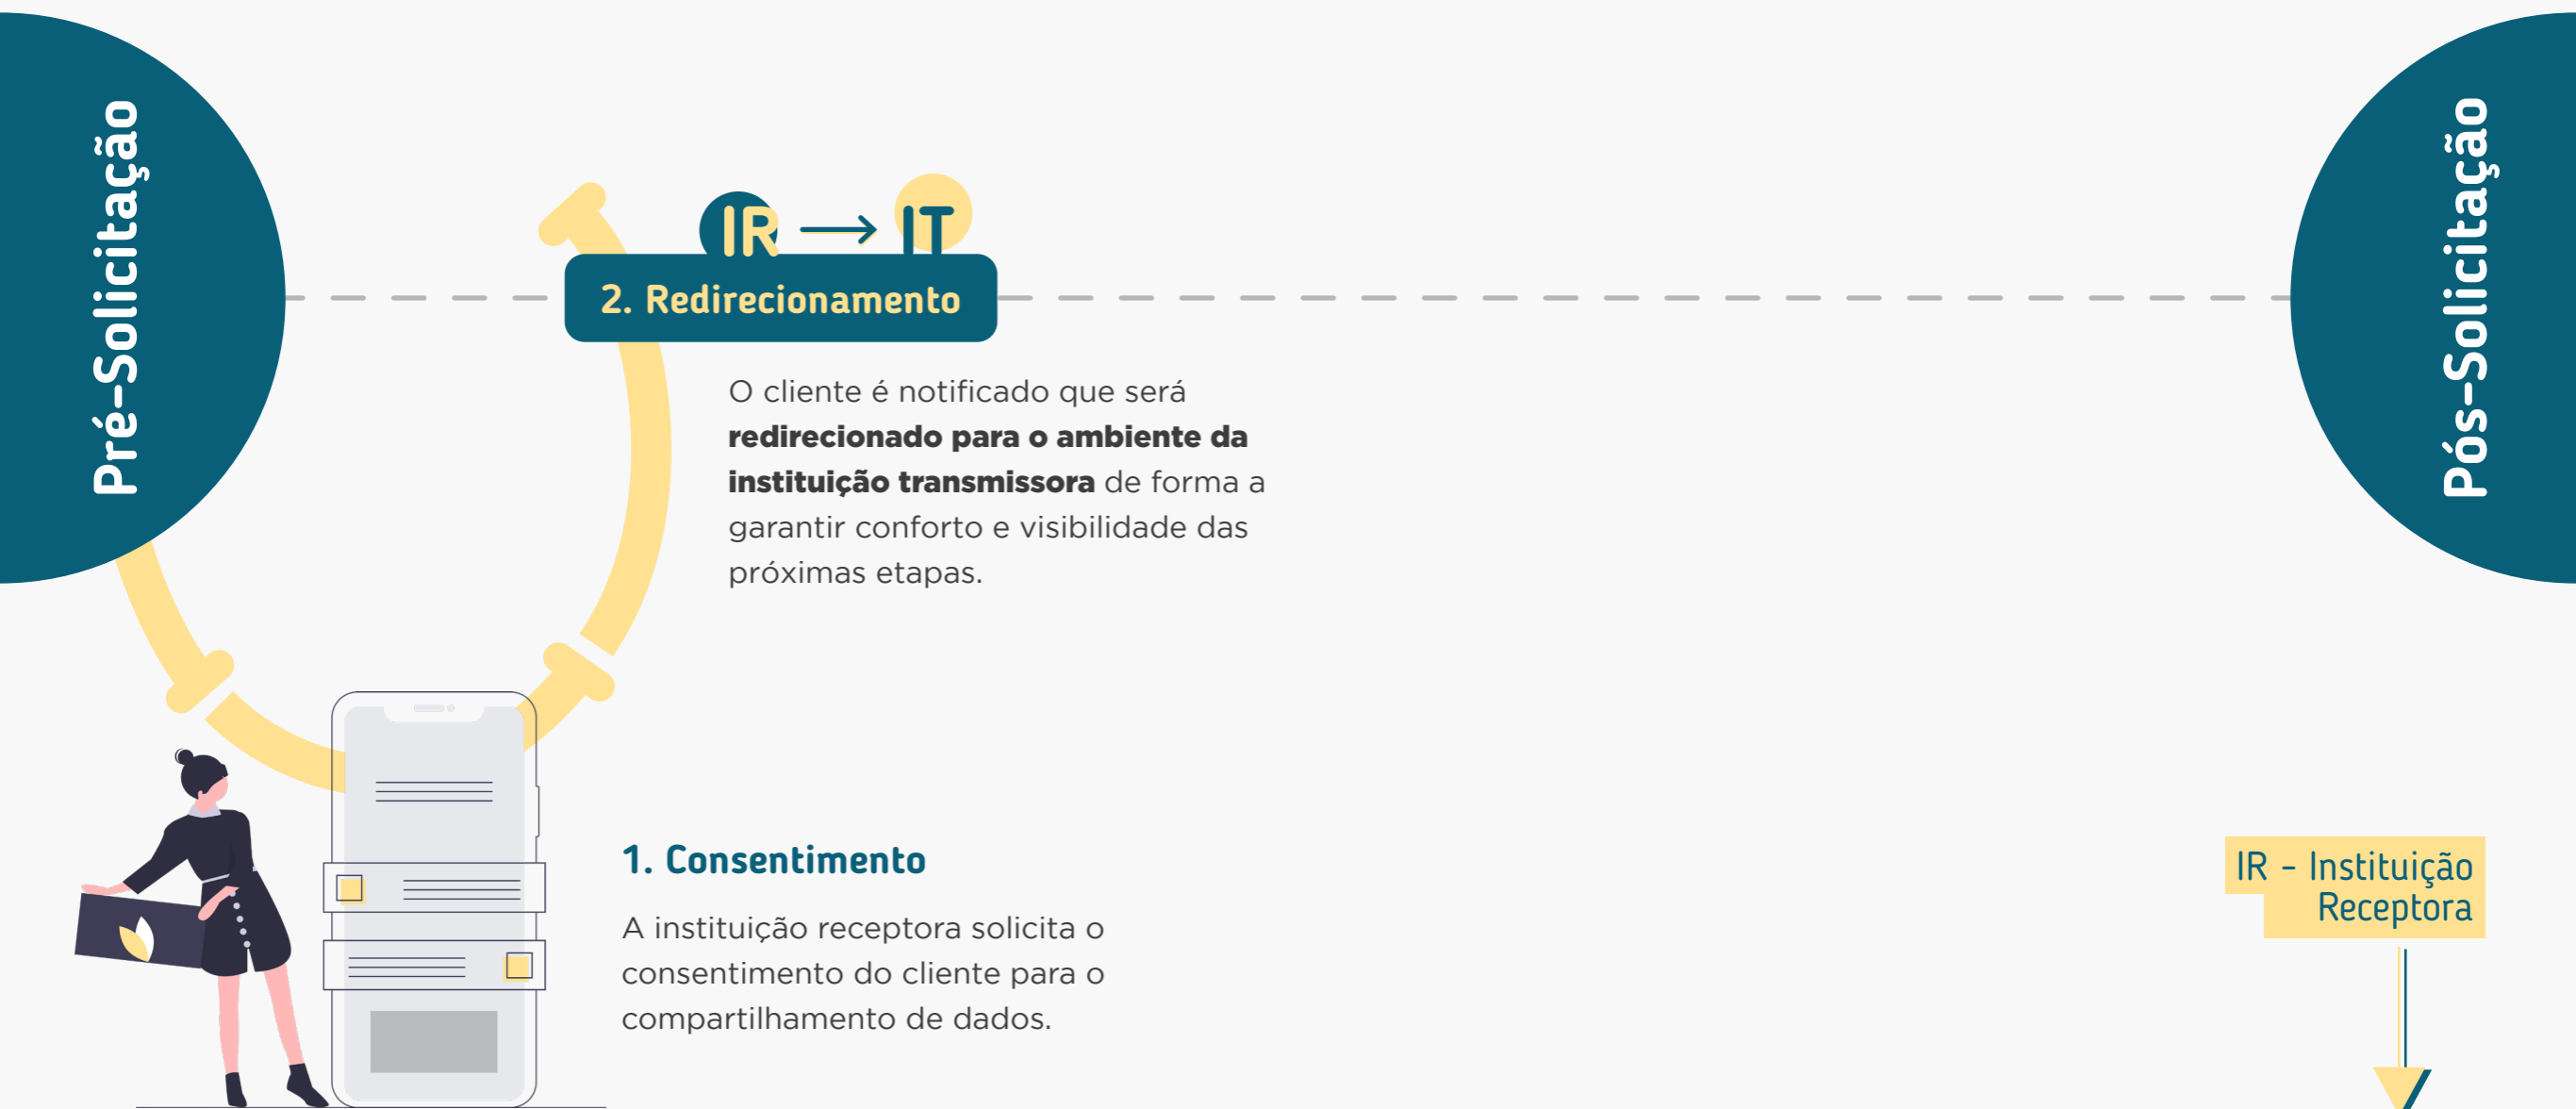 Pré-Solicitação
IR → IT
2. Redirecionamento
O cliente é notificado que será
redirecionado para o ambiente da
instituição transmissora de forma a
garantir conforto e visibilidade das
próximas etapas.
1. Consentimento
A instituição receptora solicita o
consentimento do cliente para o
compartilhamento de dados.
Pós-Solicitação
IR - Instituição
Receptora